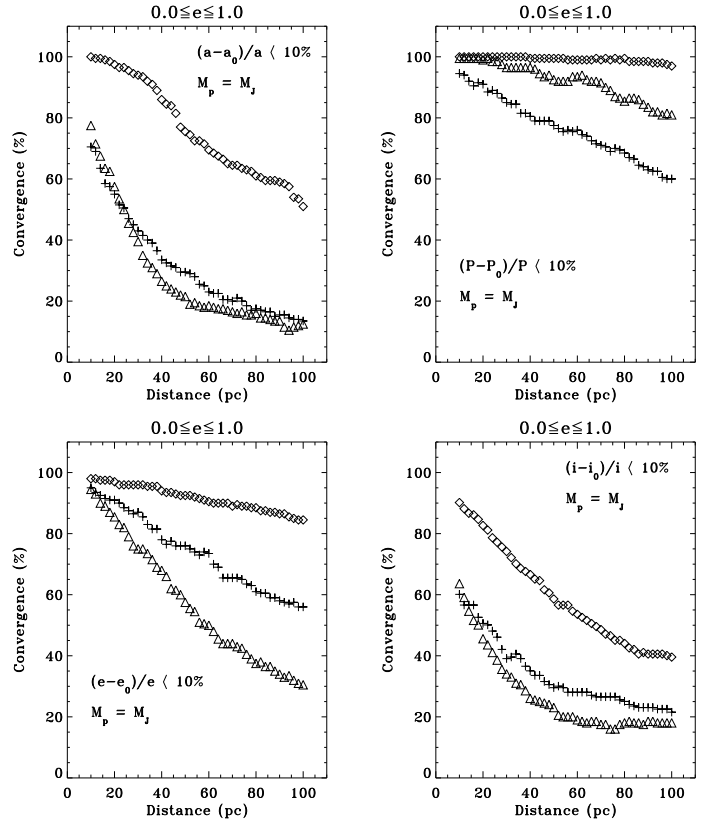 0.0≦e≦1.0
(a−a₀)/a ⟨ 10%
Mₚ = M_J
Convergence (%)
100
80
60
40
20
0
0 20 40 60 80 100
Distance (pc)
0.0≦e≦1.0
Convergence (%)
100
80
60
40
20
0
(P−P₀)/P ⟨ 10%
Mₚ = M_J
0 20 40 60 80 100
Distance (pc)
0.0≦e≦1.0
Convergence (%)
100
80
60
40
20
0
(e−e₀)/e ⟨ 10%
Mₚ = M_J
0 20 40 60 80 100
Distance (pc)
0.0≦e≦1.0
(i−i₀)/i ⟨ 10%
Mₚ = M_J
Convergence (%)
100
80
60
40
20
0
0 20 40 60 80 100
Distance (pc)